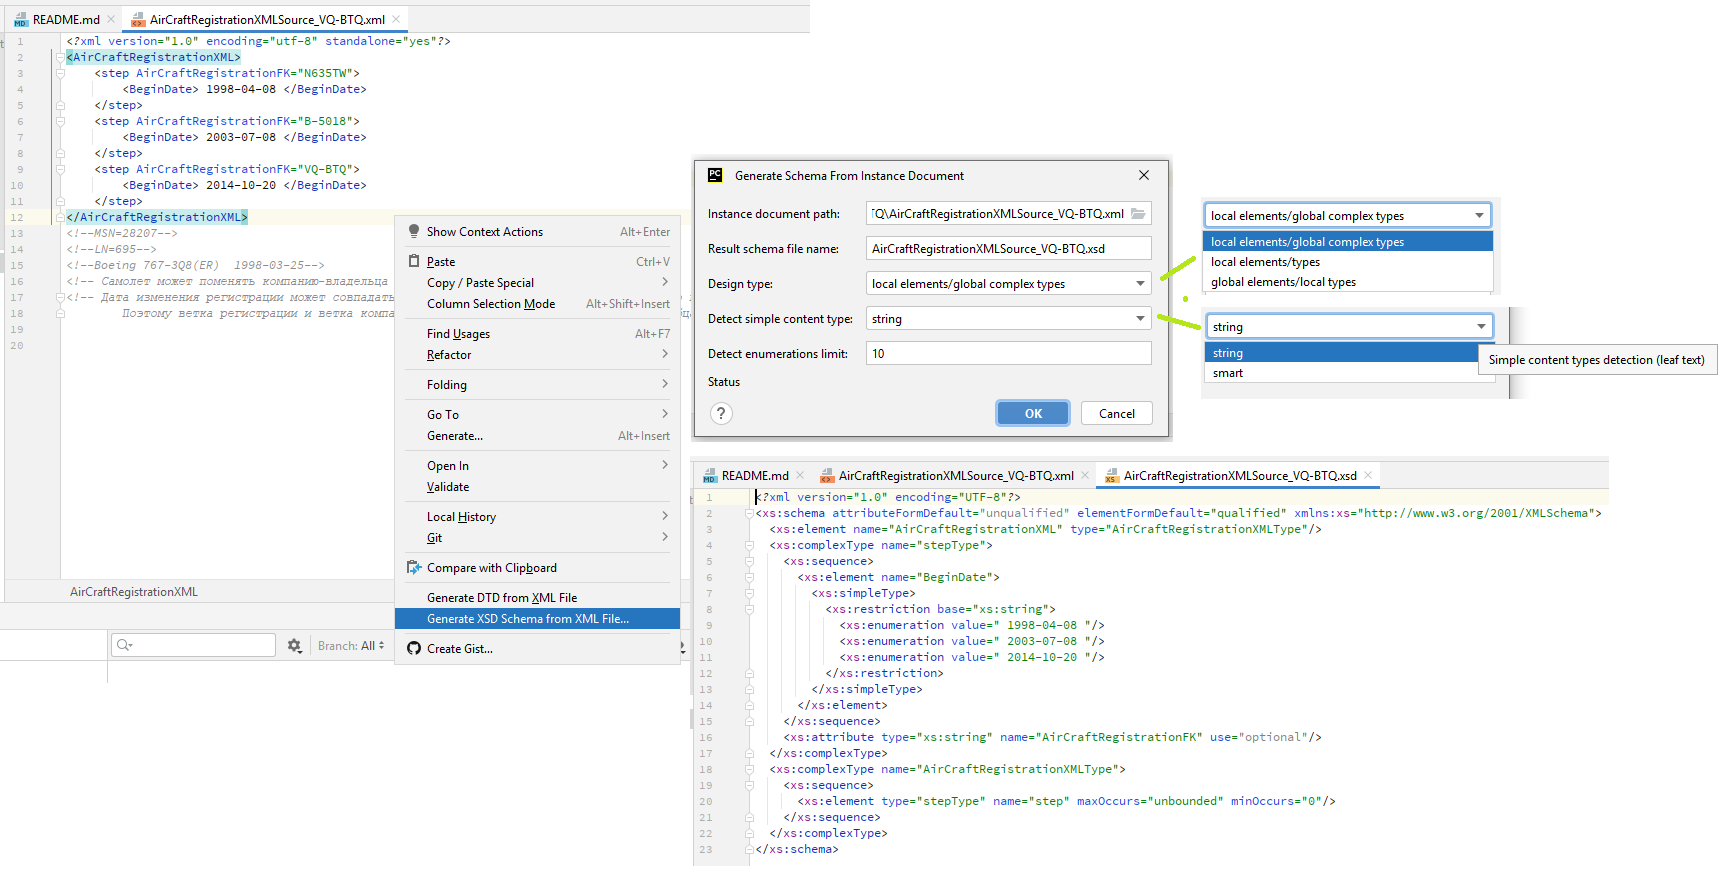 README.md
AirCraftRegistrationXMLSource_VQ-BTQ.xml
1 <?xml version="1.0" encoding="utf-8" standalone="yes"?>
2 <AirCraftRegistrationXML>
3 <step AirCraftRegistrationFK="N635TW">
4 <BeginDate> 1998-04-08 </BeginDate>
5 </step>
6 <step AirCraftRegistrationFK="B-5018">
7 <BeginDate> 2003-07-08 </BeginDate>
8 </step>
9 <step AirCraftRegistrationFK="VQ-BTQ">
10 <BeginDate> 2014-10-20 </BeginDate>
11 </step>
12 </AirCraftRegistrationXML>
13 <!--MSN=28207-->
14 <!--LN=695-->
15 <!--Boeing 767-3Q8(ER)  1998-03-25-->
16 <!-- Самолет может поменять компанию-владельца
17 <!-- Дата изменения регистрации может совпадать
18 Поэтому ветка регистрации и ветка компа
19
20
AirCraftRegistrationXML
Branch: All
Show Context Actions Alt+Enter
Paste Ctrl+V
Copy / Paste Special
Column Selection Mode Alt+Shift+Insert
Find Usages Alt+F7
Refactor
Folding
Go To
Generate... Alt+Insert
Open In
Validate
Local History
Git
Compare with Clipboard
Generate DTD from XML File
Generate XSD Schema from XML File...
Create Gist...
PC Generate Schema From Instance Document
Instance document path: TQ\AirCraftRegistrationXMLSource_VQ-BTQ.xml
Result schema file name: AirCraftRegistrationXMLSource_VQ-BTQ.xsd
Design type: local elements/global complex types
Detect simple content type: string
Detect enumerations limit: 10
Status
? OK Cancel
local elements/global complex types
local elements/global complex types
local elements/types
global elements/local types
string
string
smart
Simple content types detection (leaf text)
README.md
AirCraftRegistrationXMLSource_VQ-BTQ.xml
AirCraftRegistrationXMLSource_VQ-BTQ.xsd
1 <?xml version="1.0" encoding="UTF-8"?>
2 <xs:schema attributeFormDefault="unqualified" elementFormDefault="qualified" xmlns:xs="http://www.w3.org/2001/XMLSchema">
3 <xs:element name="AirCraftRegistrationXML" type="AirCraftRegistrationXMLType"/>
4 <xs:complexType name="stepType">
5 <xs:sequence>
6 <xs:element name="BeginDate">
7 <xs:simpleType>
8 <xs:restriction base="xs:string">
9 <xs:enumeration value=" 1998-04-08 "/>
10 <xs:enumeration value=" 2003-07-08 "/>
11 <xs:enumeration value=" 2014-10-20 "/>
12 </xs:restriction>
13 </xs:simpleType>
14 </xs:element>
15 </xs:sequence>
16 <xs:attribute type="xs:string" name="AirCraftRegistrationFK" use="optional"/>
17 </xs:complexType>
18 <xs:complexType name="AirCraftRegistrationXMLType">
19 <xs:sequence>
20 <xs:element type="stepType" name="step" maxOccurs="unbounded" minOccurs="0"/>
21 </xs:sequence>
22 </xs:complexType>
23 </xs:schema>